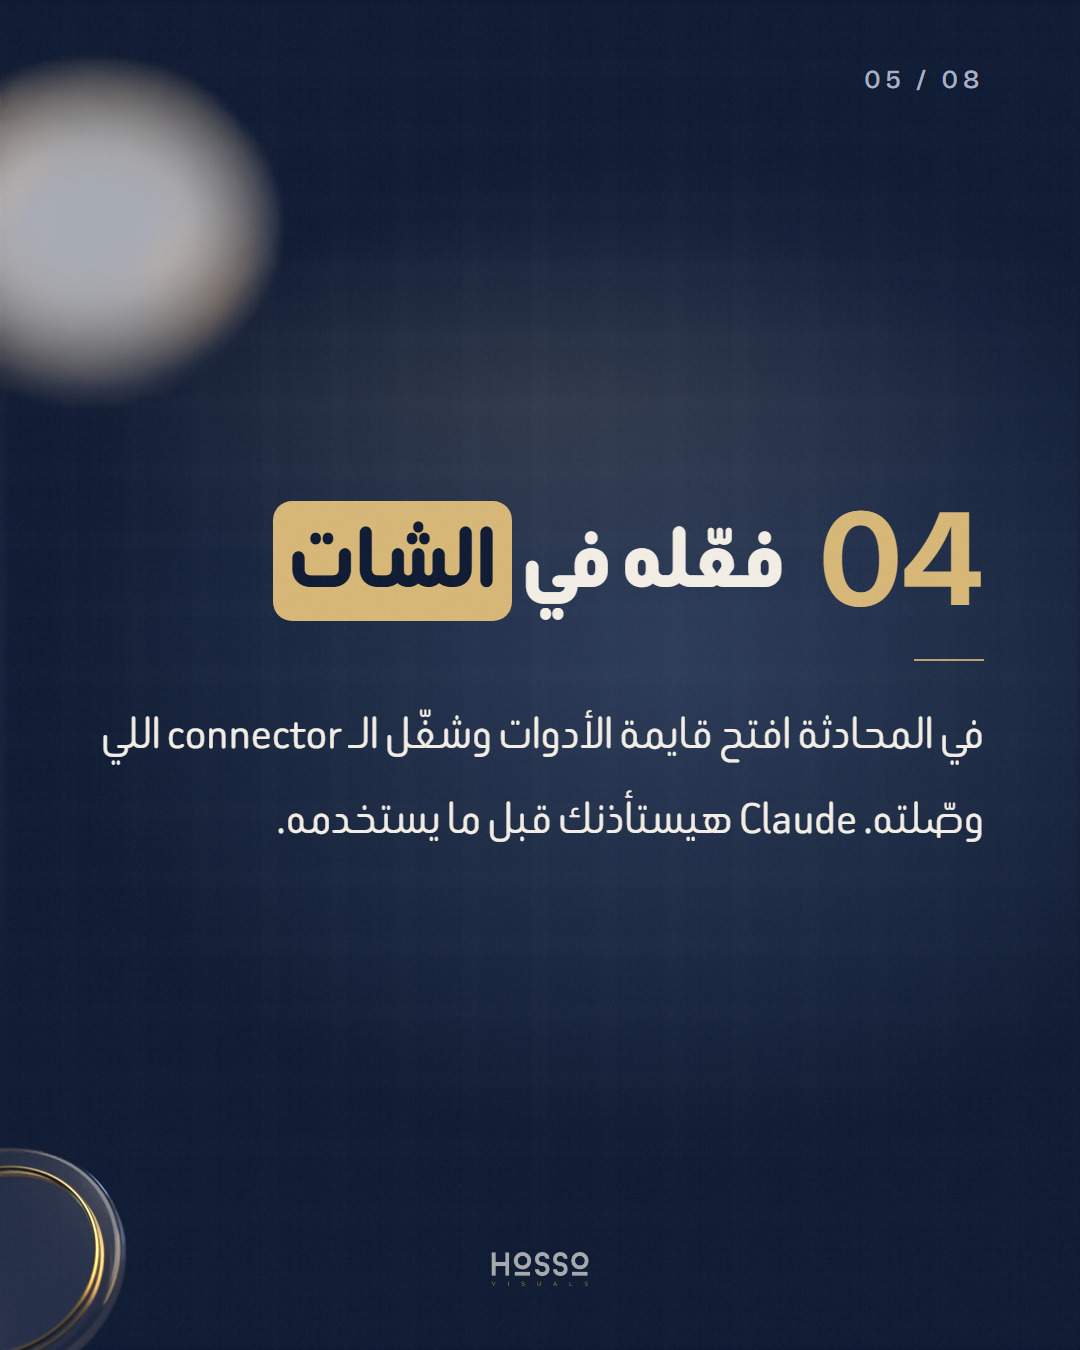 05 / 08
04 فعّله في الشات
في المحادثة افتح قايمة الأدوات وشغّل الـ connector اللي
وصّلته. Claude هيستأذنك قبل ما يستخدمه.
HOSSO
VISUALS